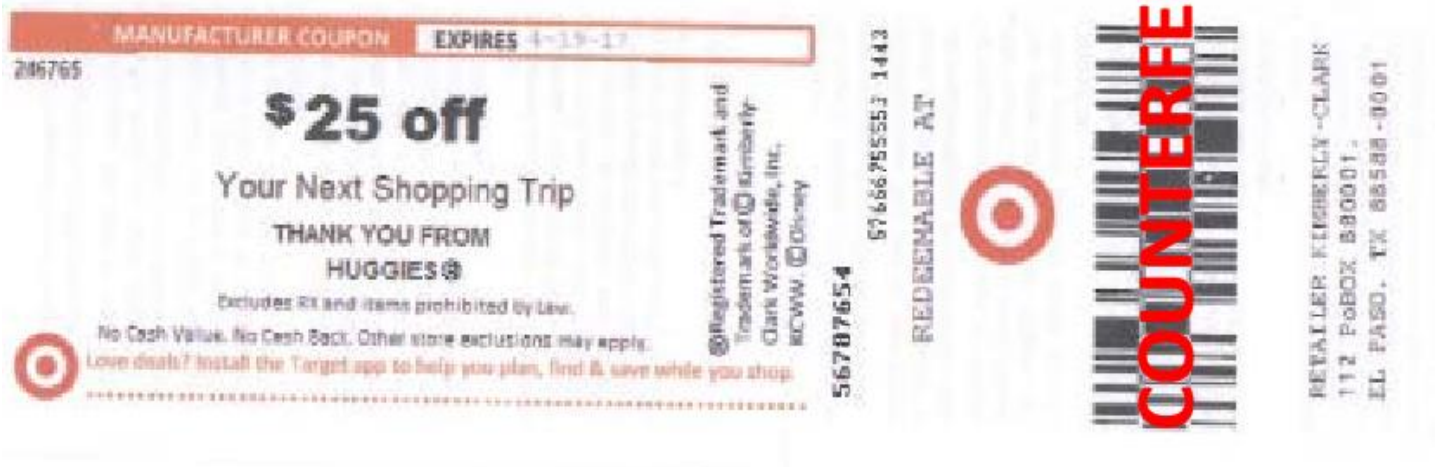 MANUFACTURER COUPON EXPIRES 4-19-17
206765
$25 off
Your Next Shopping Trip
THANK YOU FROM
HUGGIES®
Excludes RX and items prohibited by Law.
No Cash Value. No Cash Back. Other store exclusions may apply.
Love deals? Install the Target app to help you plan, find & save while you shop
®Registered Trademark and
Trademark of © Kimberly-
Clark Worldwide, Inc.
KCWW. © Disney
567887654
5766675553 1443
REDEEMABLE AT
COUNTERFE
RETAILER KIMBERLY-CLARK
112 PoBOX 880001,
EL PASO, TX 88588-0001